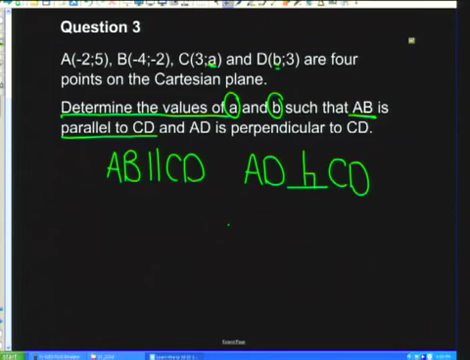 Question 3
A(-2;5), B(-4;-2), C(3;a) and D(b;3) are four
points on the Cartesian plane.
Determine the values of a and b such that AB is
parallel to CD and AD is perpendicular to CD.
AB||CD AD ⊥ CD
start